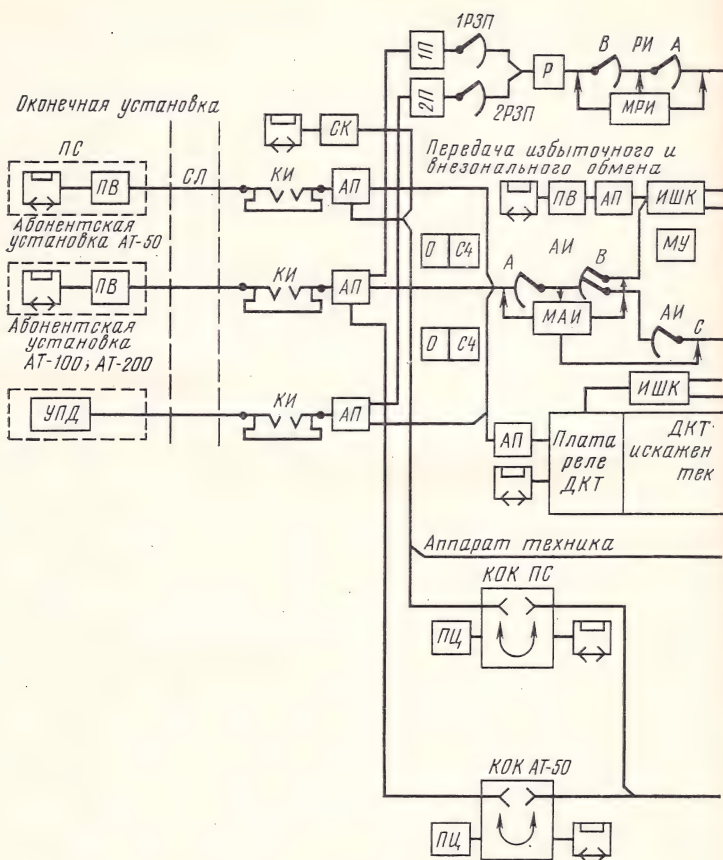 1РЗП
1П
2П
2РЗП
Р
В РИ А
МРИ
Оконечная установка
ПС
СК
СЛ
КИ
АП
ПВ
Абонентская
установка АТ-50
Передача избыточного и
внезонального обмена
ПВ
АП
ИШК
МУ
О С4
А
АИ
В
МАИ
АИ
С
ПВ
КИ
АП
Абонентская
установка
АТ-100; АТ-200
О С4
УПД
КИ
АП
ИШК
АП
Плата
реле
ДКТ
ДКТ
искажен
тек
Аппарат техника
КОК ПС
ПЦ
КОК АТ-50
ПЦ